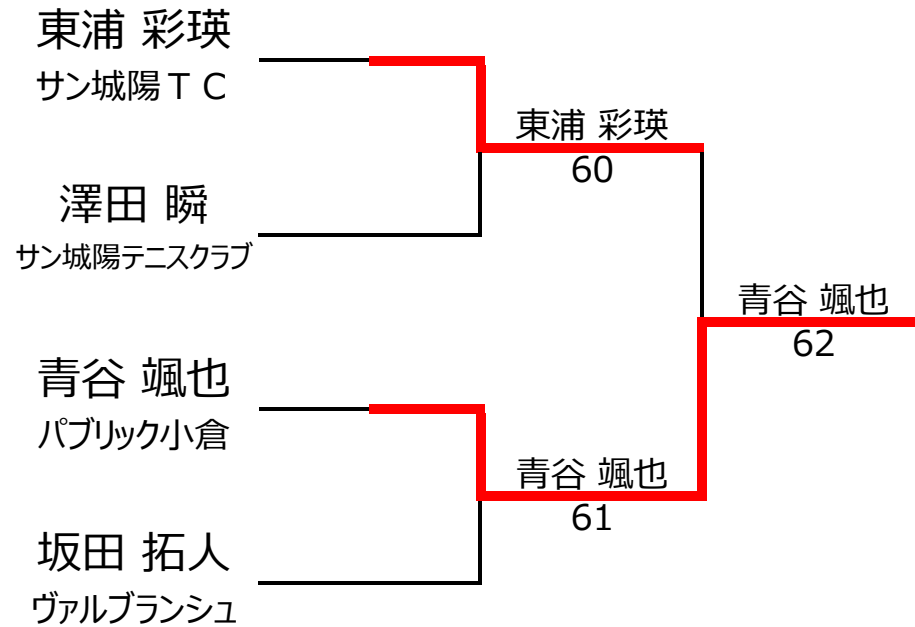 東浦 彩瑛
サン城陽ＴＣ
東浦 彩瑛
60
澤田 瞬
サン城陽テニスクラブ
青谷 颯也
62
青谷 颯也
パブリック小倉
青谷 颯也
61
坂田 拓人
ヴァルブランシュ